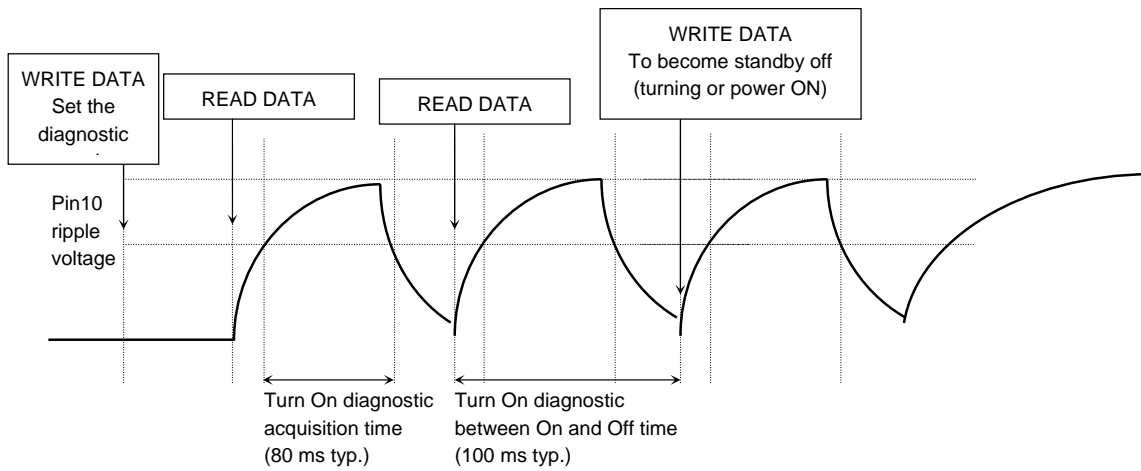 WRITE DATA
Set the
diagnostic
READ DATA
READ DATA
WRITE DATA
To become standby off
(turning or power ON)
Pin10
ripple
voltage
Turn On diagnostic
acquisition time
(80 ms typ.)
Turn On diagnostic
between On and Off time
(100 ms typ.)